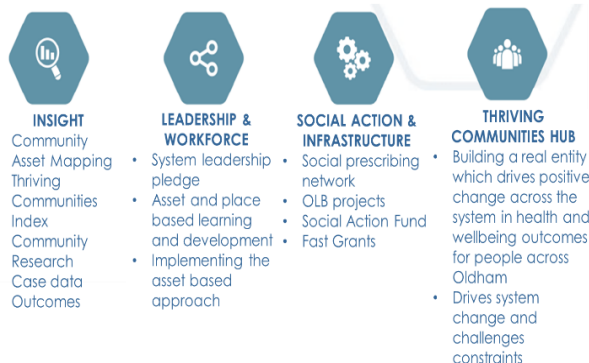 INSIGHT
Community
Asset Mapping
Thriving
Communities
Index
Community
Research
Case data
Outcomes
LEADERSHIP &
WORKFORCE
• System leadership
pledge
• Asset and place
based learning
and development
• Implementing the
asset based
approach
SOCIAL ACTION &
INFRASTRUCTURE
• Social prescribing
network
• OLB projects
• Social Action Fund
• Fast Grants
THRIVING
COMMUNITIES HUB
• Building a real entity
which drives positive
change across the
system in health and
wellbeing outcomes
for people across
Oldham
• Drives system
change and
challenges
constraints